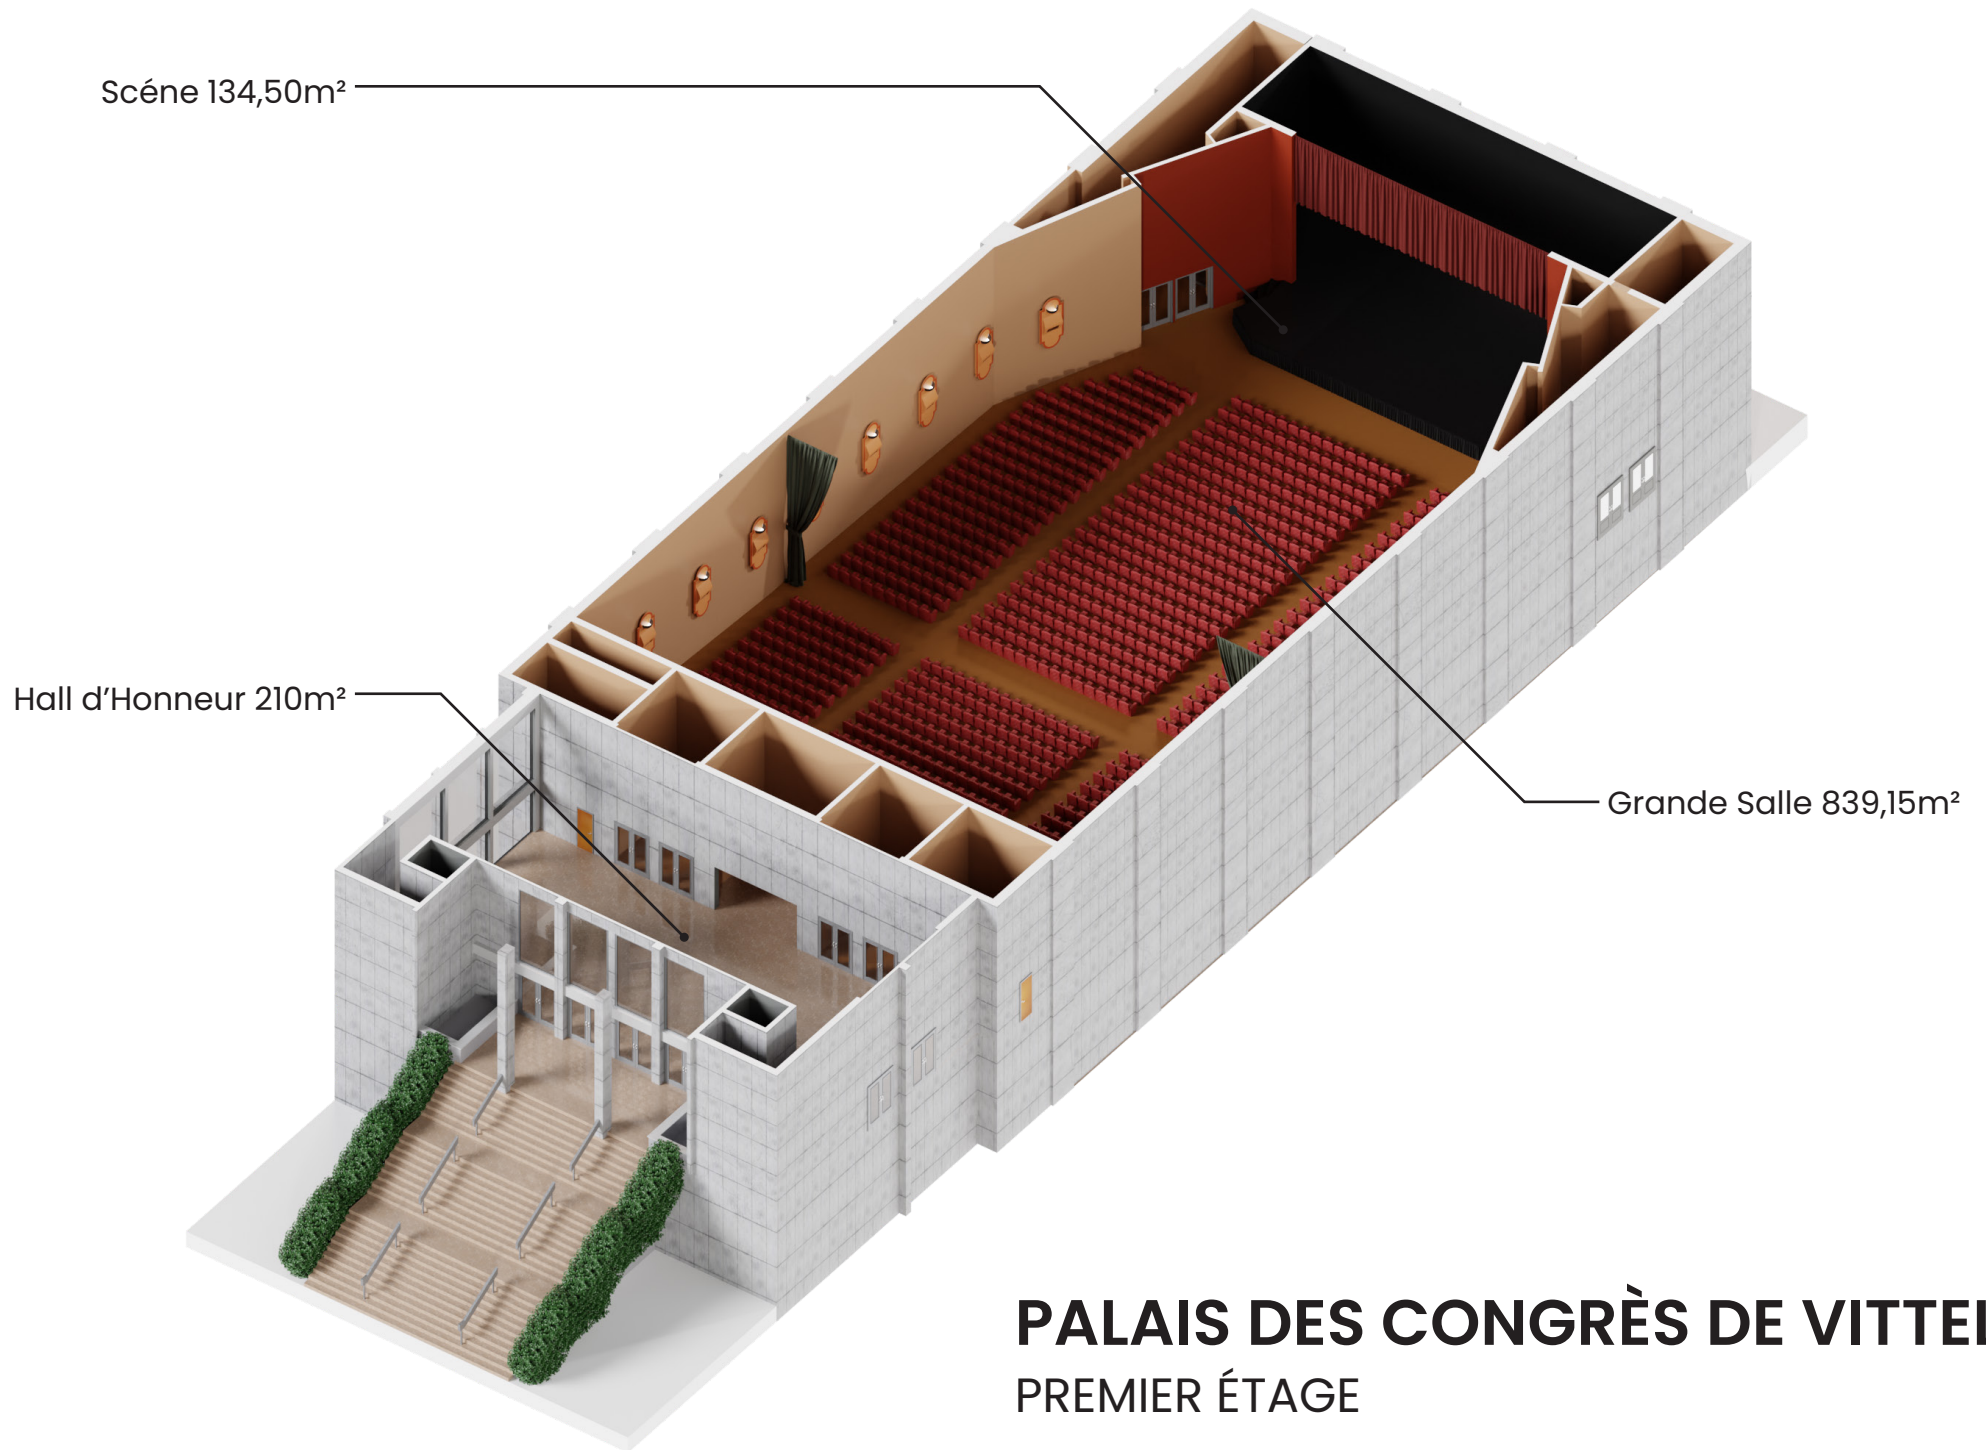 Scéne 134,50m²
Hall d’Honneur 210m²
Grande Salle 839,15m²
PALAIS DES CONGRÈS DE VITTEL
PREMIER ÉTAGE